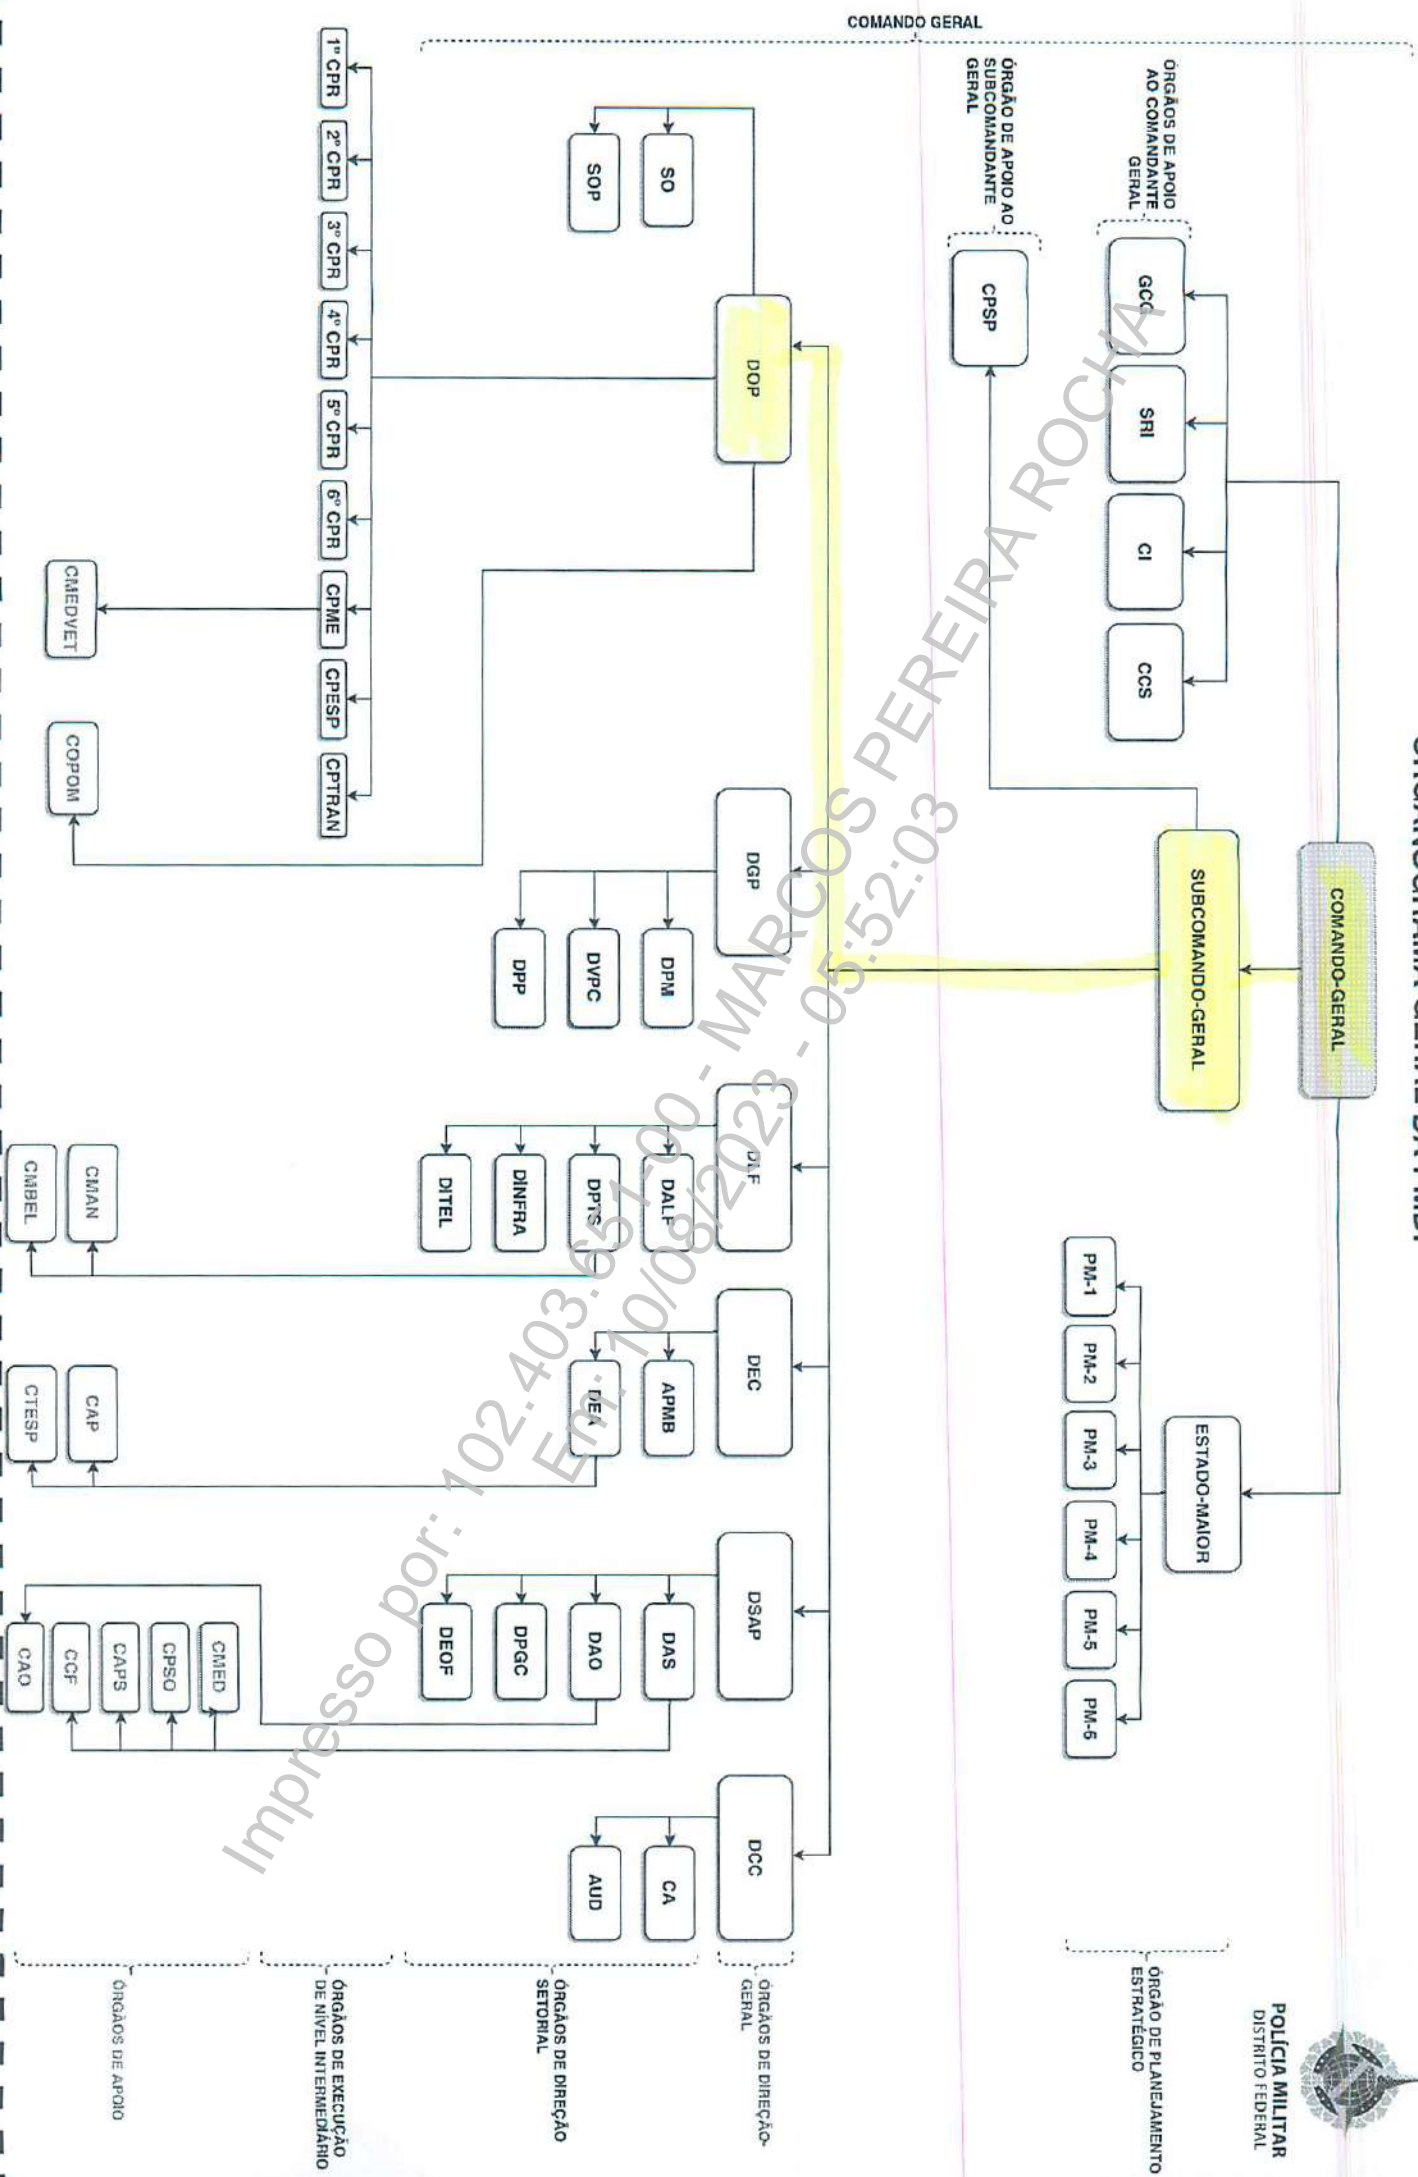 POLÍCIA MILITAR
DISTRITO FEDERAL
COMANDO-GERAL
SUBCOMANDO-GERAL
ESTADO-MAIOR
COMANDO GERAL
ÓRGÃOS DE APOIO
AO COMANDANTE
GERAL
GCG
SRI
CI
CCS
PM-1
PM-2
PM-3
PM-4
PM-5
PM-6
ÓRGÃO DE PLANEJAMENTO
ESTRATÉGICO
ÓRGÃO DE APOIO AO
SUBCOMANDANTE
GERAL
CPSP
DOP
DGP
DLF
DEC
DSAP
DCC
ÓRGÃOS DE DIREÇÃO-
GERAL
SO
SOP
DPM
DVPC
DPP
DALF
DPTS
DINFRA
DITEL
APMB
DEA
DAS
DAO
DPGC
DEOF
CA
AUD
ÓRGÃOS DE DIREÇÃO
SETORIAL
1º CPR
2º CPR
3º CPR
4º CPR
5º CPR
6º CPR
CPME
CPESP
CPTRAN
ÓRGÃOS DE EXECUÇÃO
DE NÍVEL INTERMEDIÁRIO
CMEDVET
COPOM
CMAN
CMBEL
CAP
CTESP
CMED
CPSO
CAPS
CCF
CAO
ÓRGÃOS DE APOIO
Impresso por: 102.403.651-00 - MARCOS PEREIRA ROCHA
Em: 10/08/2023 - 05:52:03